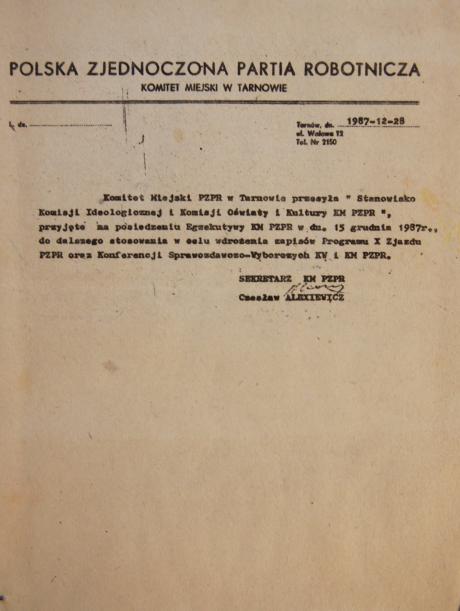 POLSKA ZJEDNOCZONA PARTIA ROBOTNICZA
KOMITET MIEJSKI W TARNOWIE
L. dz.
Tarnów, dn. 1987-12-28
ul. Wałowa 12
Tel. Nr 2150
Komitet Miejski PZPR w Tarnowie przesyła " Stanowisko
Komisji Ideologicznej i Komisji Oświaty i Kultury KM PZPR ",
przyjęte na posiedzeniu Egzekutywy KM PZPR w dn. 15 grudnia 1987r.,
do dalszego stosowania w celu wdrożenia zapisów Programu X Zjazdu
PZPR oraz Konferencji Sprawozdawczo-Wyborczych KW i KM PZPR.
SEKRETARZ KM PZPR
Czesław ALEXIEWICZ